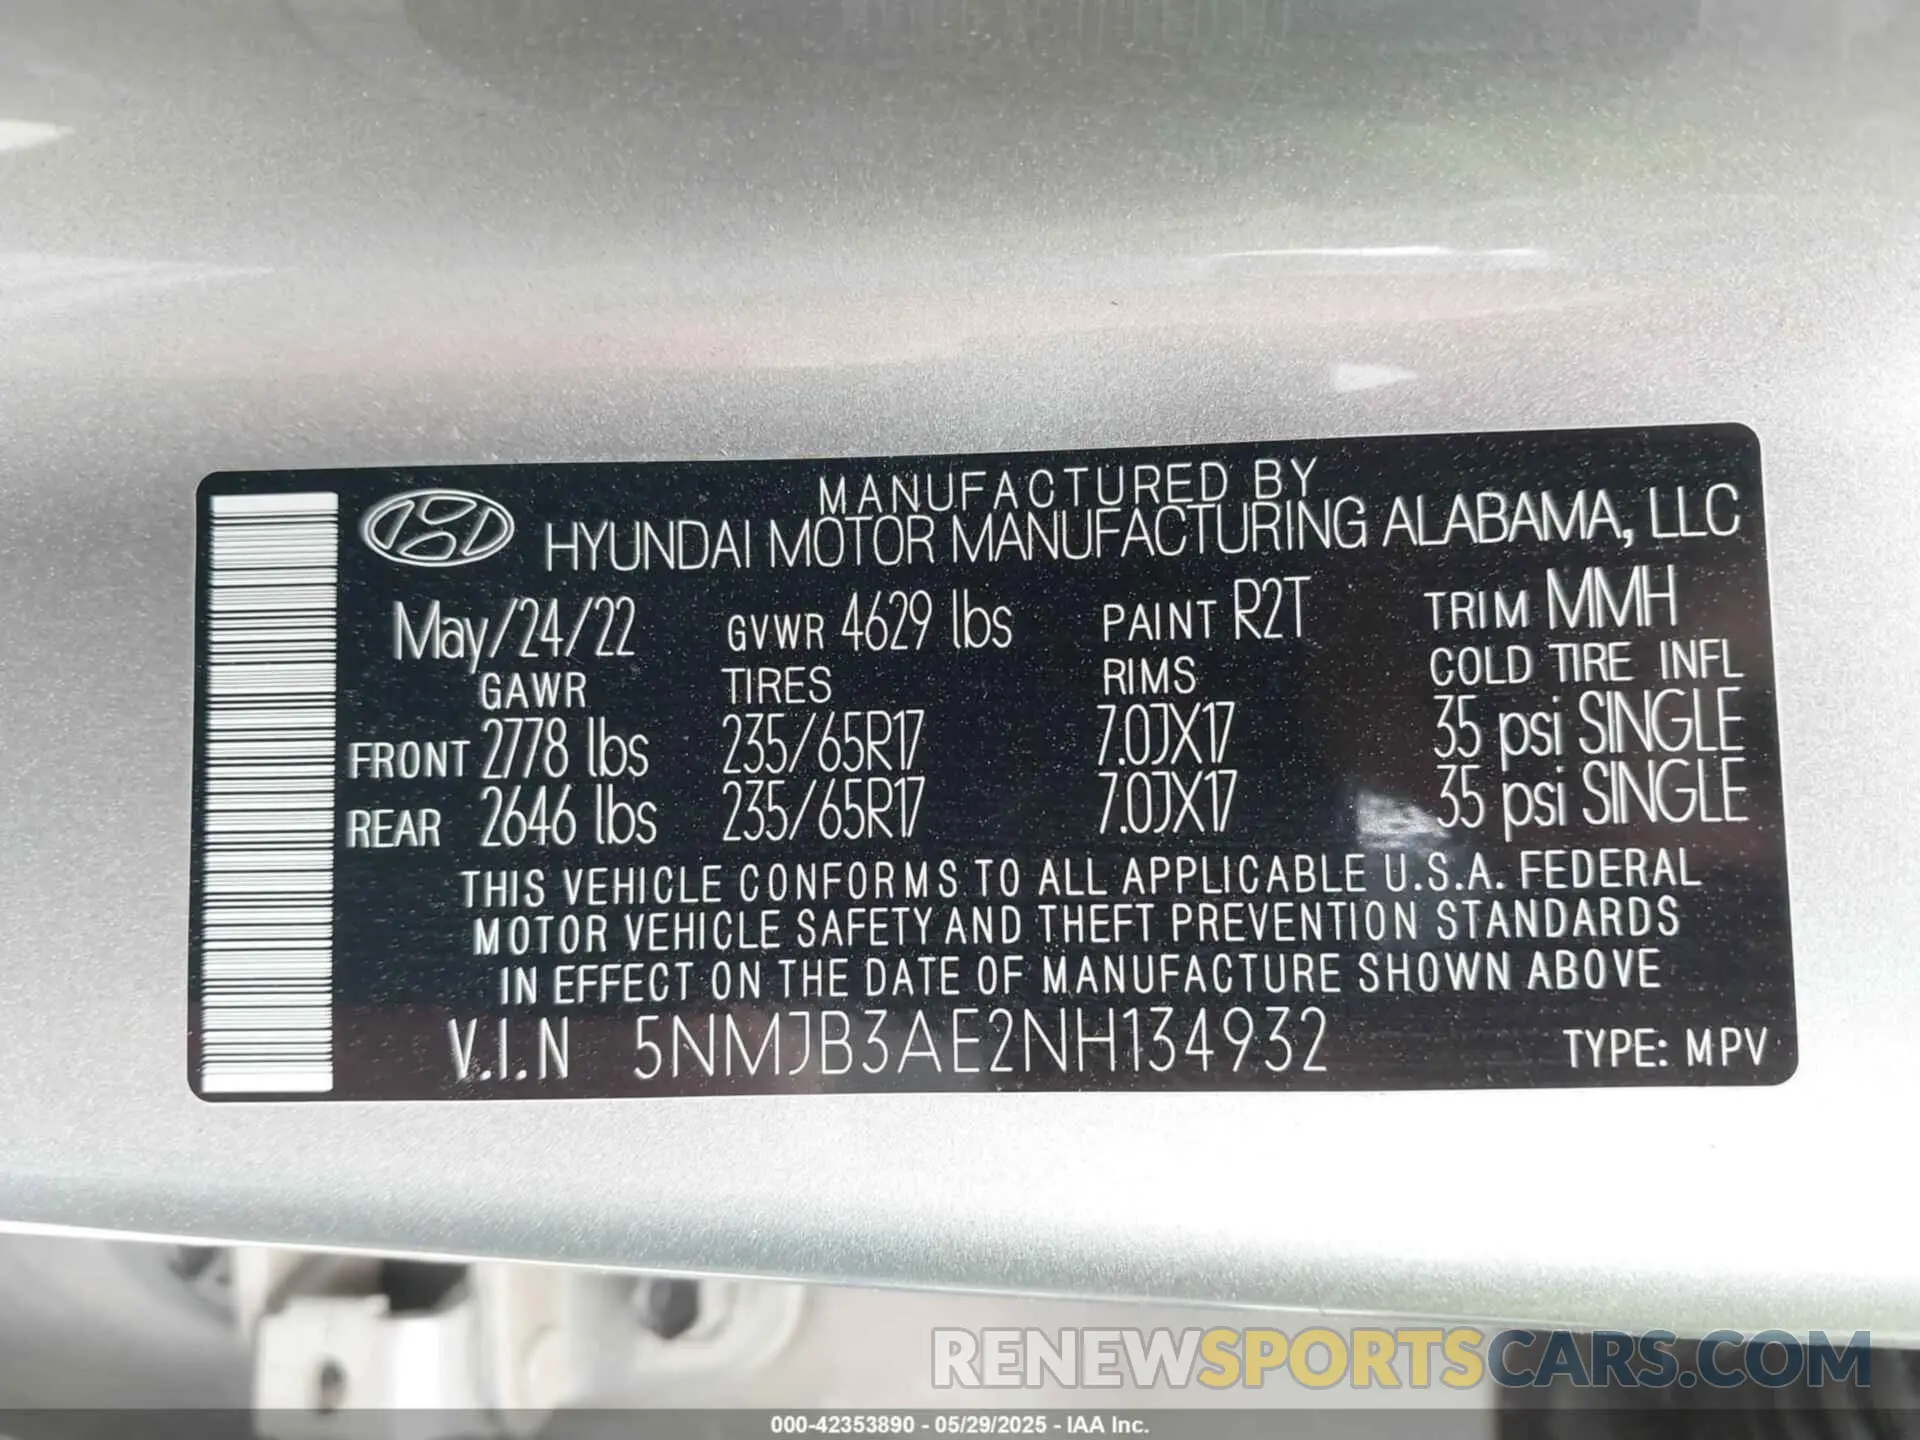 MANUFACTURED BY
HYUNDAI MOTOR MANUFACTURING ALABAMA, LLC
May/24/22 GVWR 4629 lbs PAINT R2T TRIM MMH
GAWR TIRES RIMS COLD TIRE INFL
FRONT 2778 lbs 235/65R17 7.0JX17 35 psi SINGLE
REAR 2646 lbs 235/65R17 7.0JX17 35 psi SINGLE
THIS VEHICLE CONFORMS TO ALL APPLICABLE U.S.A. FEDERAL
MOTOR VEHICLE SAFETY AND THEFT PREVENTION STANDARDS
IN EFFECT ON THE DATE OF MANUFACTURE SHOWN ABOVE
V.I.N 5NMJB3AE2NH134932 TYPE: MPV
RENEWSPORTSCARS.COM
000-42353890 - 05/29/2025 - IAA Inc.